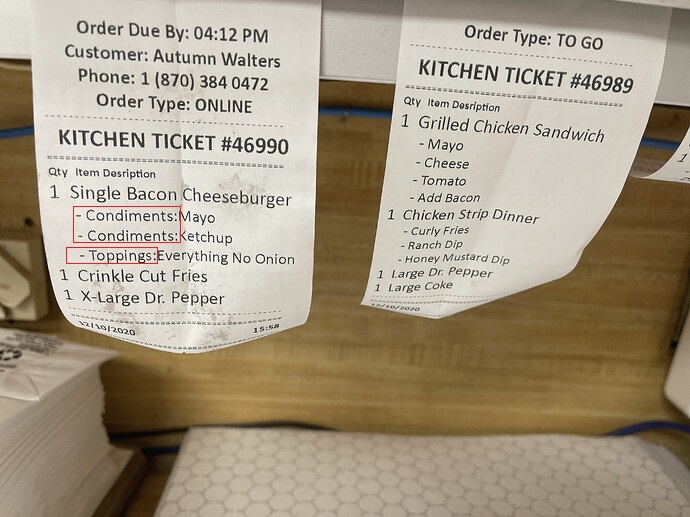 Order Due By: 04:12 PM
Customer: Autumn Walters
Phone: 1 (870) 384 0472
Order Type: ONLINE
KITCHEN TICKET #46990
Qty Item Desription
1 Single Bacon Cheeseburger
- Condiments:Mayo
- Condiments:Ketchup
- Toppings:Everything No Onion
1 Crinkle Cut Fries
1 X-Large Dr. Pepper
12/10/2020 15:58
Order Type: TO GO
KITCHEN TICKET #46989
Qty Item Desription
1 Grilled Chicken Sandwich
- Mayo
- Cheese
- Tomato
- Add Bacon
1 Chicken Strip Dinner
- Curly Fries
- Ranch Dip
- Honey Mustard Dip
1 Large Dr. Pepper
1 Large Coke
12/10/2020